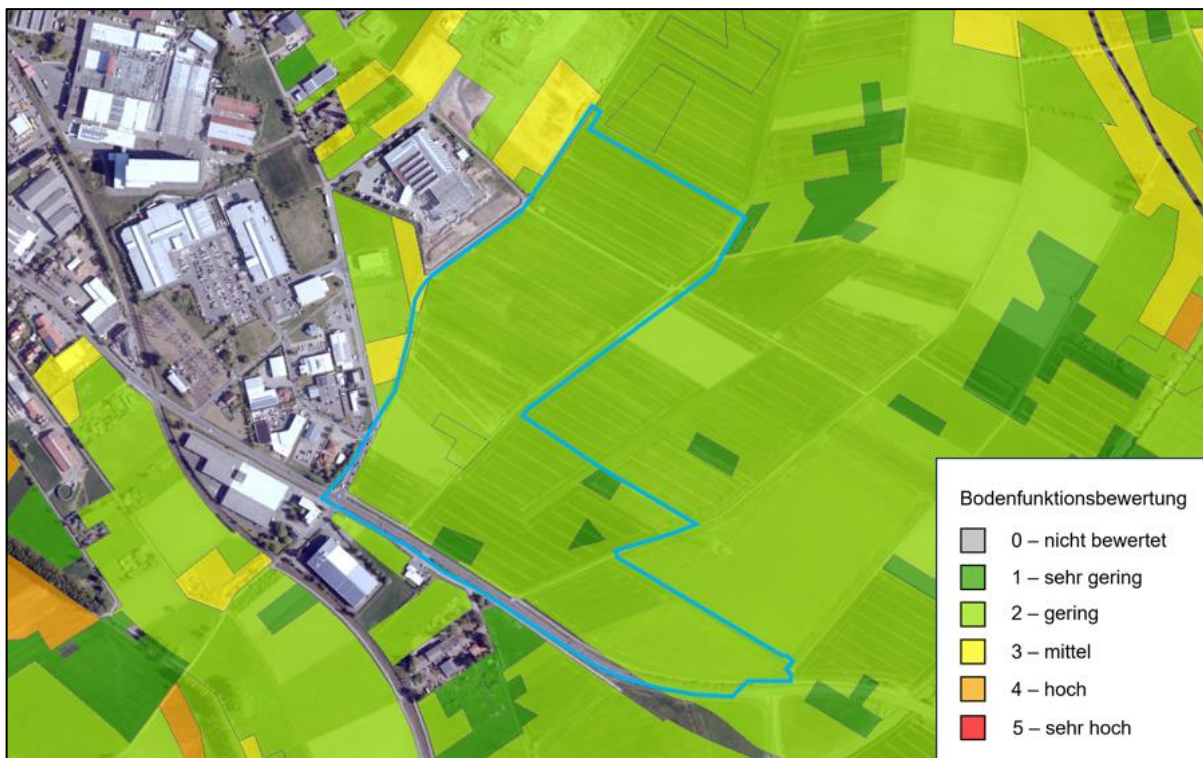 Bodenfunktionsbewertung
0 – nicht bewertet
1 – sehr gering
2 – gering
3 – mittel
4 – hoch
5 – sehr hoch